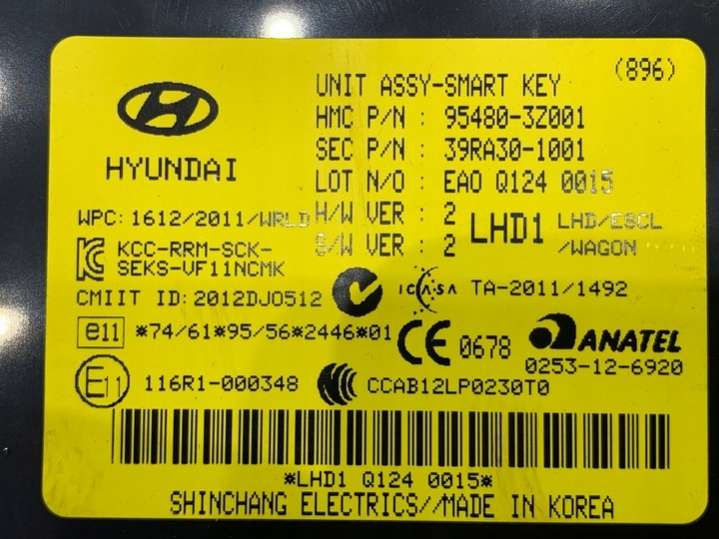 (896)
UNIT ASSY-SMART KEY
HMC P/N : 95480-3Z001
HYUNDAI
SEC P/N : 39RA30-1001
LOT N/O : EAO Q124 0015
WPC: 1612/2011/WRLD
H/W VER : 2
S/W VER : 2
LHD1
LHD/E8CL
/WAGON
KCC-RRM-SCK-
SEKS-VF11NCMK
CMIIT ID: 2012DJ0512
ICASA TA-2011/1492
e11 *74/61*95/56*2446*01
CE 0678
ANATEL
0253-12-6920
E11 116R1-000348
CCAB12LP0230T0
*LHD1 Q124 0015*
SHINCHANG ELECTRICS//MADE IN KOREA